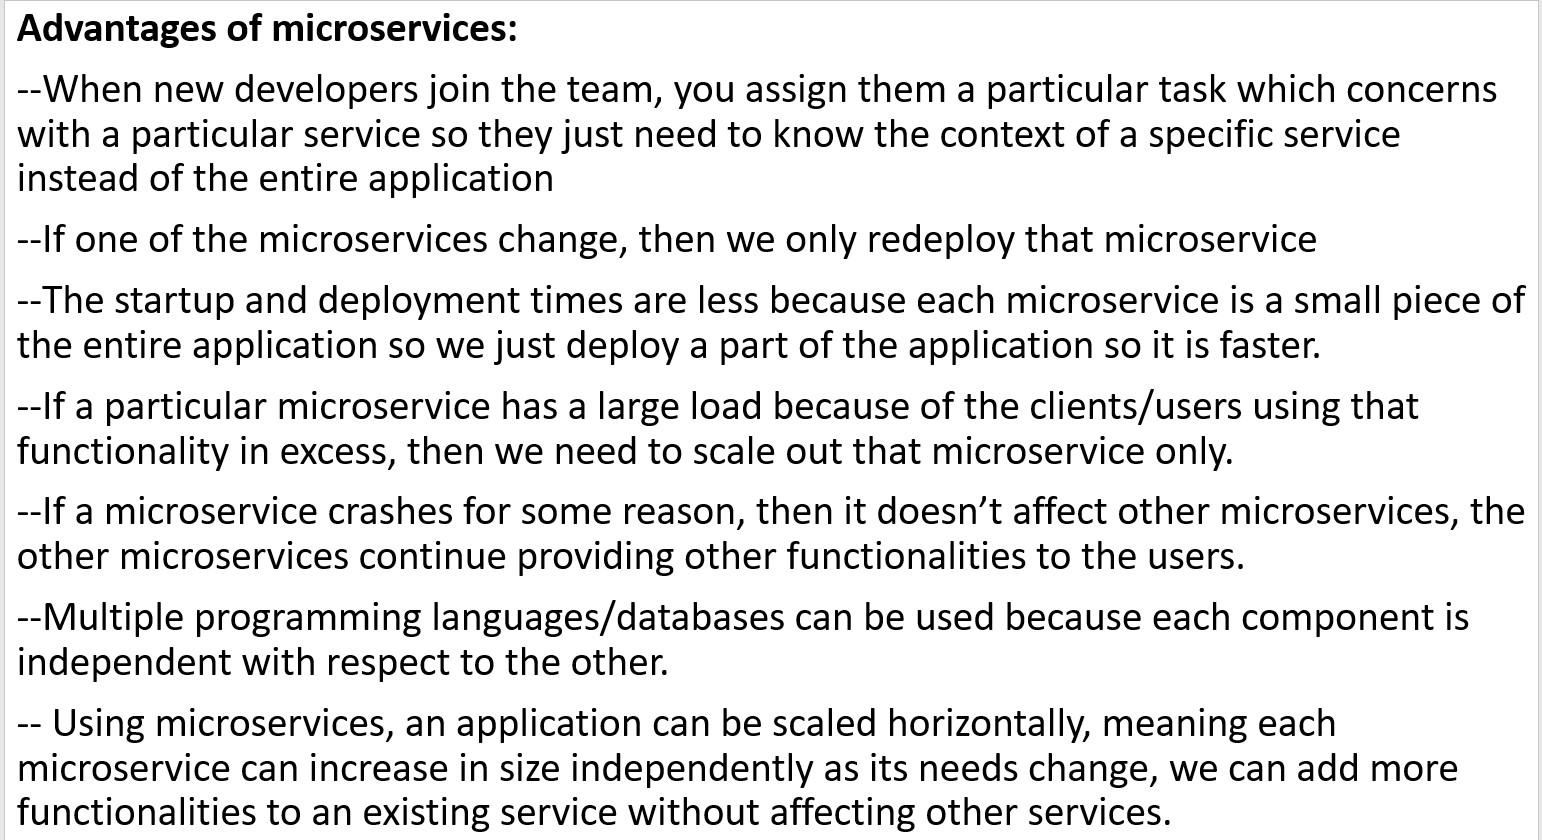 Advantages of microservices:
--When new developers join the team, you assign them a particular task which concerns
with a particular service so they just need to know the context of a specific service
instead of the entire application
--If one of the microservices change, then we only redeploy that microservice
--The startup and deployment times are less because each microservice is a small piece of
the entire application so we just deploy a part of the application so it is faster.
--If a particular microservice has a large load because of the clients/users using that
functionality in excess, then we need to scale out that microservice only.
--If a microservice crashes for some reason, then it doesn’t affect other microservices, the
other microservices continue providing other functionalities to the users.
--Multiple programming languages/databases can be used because each component is
independent with respect to the other.
-- Using microservices, an application can be scaled horizontally, meaning each
microservice can increase in size independently as its needs change, we can add more
functionalities to an existing service without affecting other services.